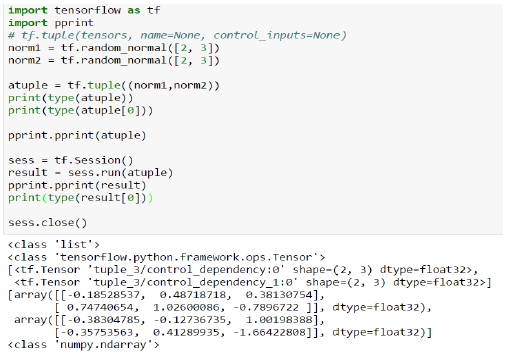 import tensorflow as tf
import pprint
# tf.tuple(tensors, name=None, control_inputs=None)
norm1 = tf.random_normal([2, 3])
norm2 = tf.random_normal([2, 3])
atuple = tf.tuple((norm1,norm2))
print(type(atuple))
print(type(atuple[0]))
pprint.pprint(atuple)
sess = tf.Session()
result = sess.run(atuple)
pprint.pprint(result)
print(type(result[0]))
sess.close()
<class 'list'>
<class 'tensorflow.python.framework.ops.Tensor'>
[<tf.Tensor 'tuple_3/control_dependency:0' shape=(2, 3) dtype=float32>,
<tf.Tensor 'tuple_3/control_dependency_1:0' shape=(2, 3) dtype=float32>]
[array([[-0.18528537, 0.48718718, 0.38130754],
[ 0.74740654, 1.02600086, -0.7896722 ]], dtype=float32),
array([[-0.38304785, -0.12736735, 1.00198388],
[-0.35753563, 0.41289935, -1.66422808]], dtype=float32)]
<class 'numpy.ndarray'>